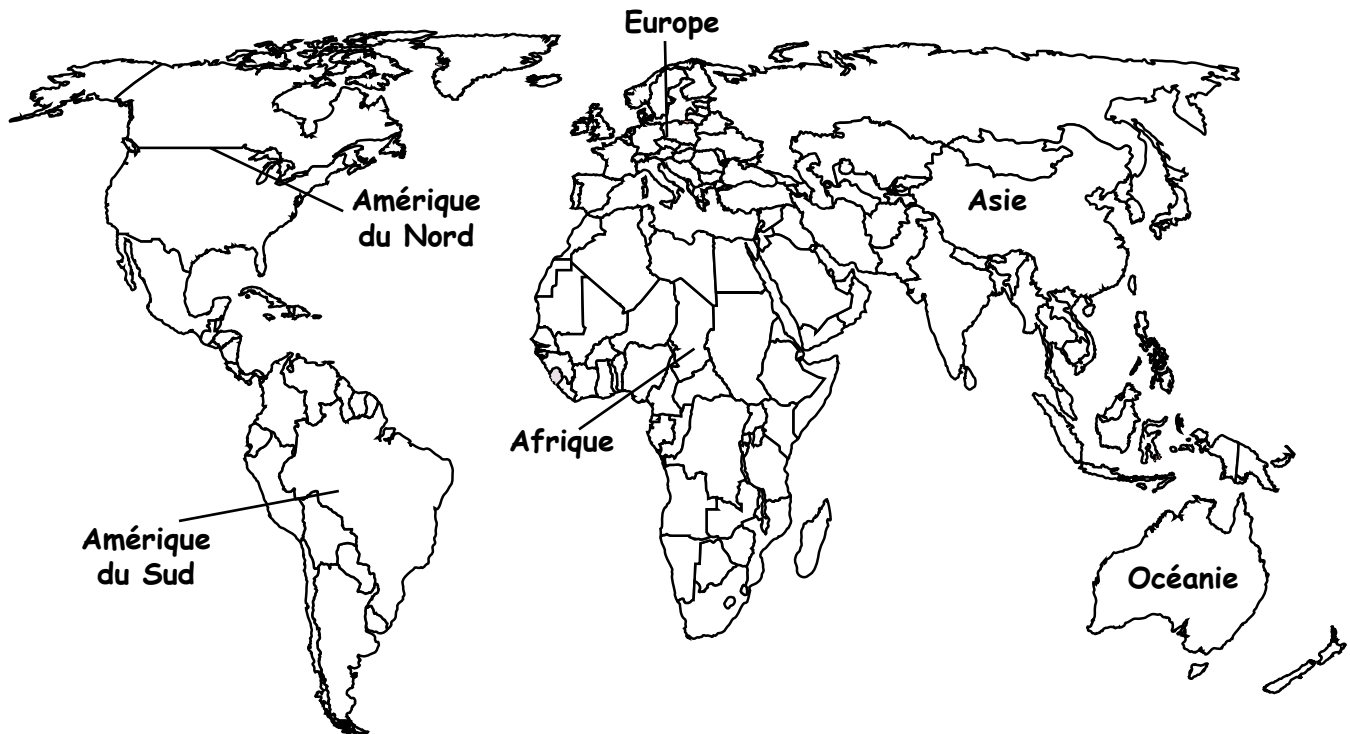 Europe
Amérique
du Nord
Asie
Afrique
Amérique
du Sud
Océanie